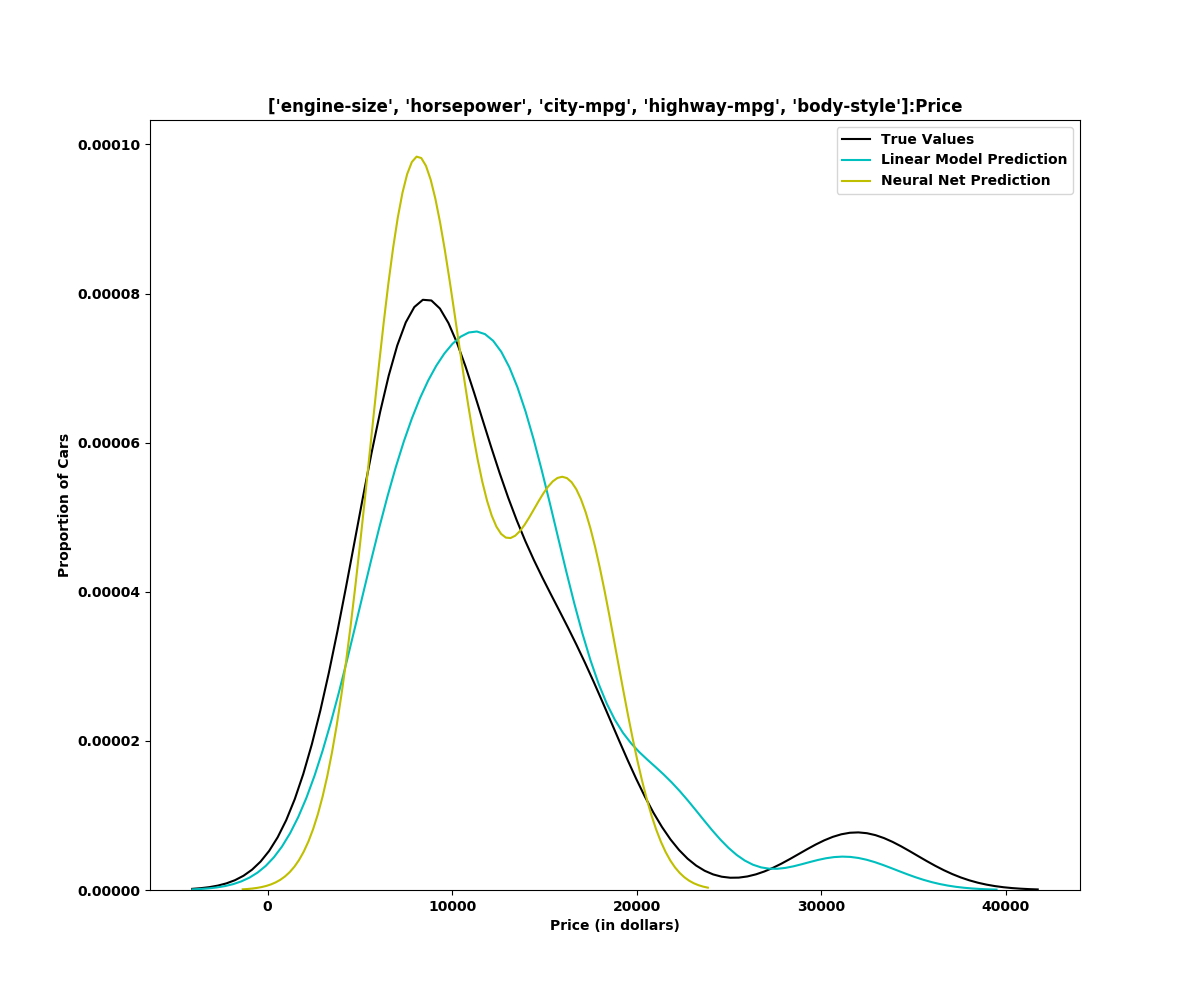 ['engine-size', 'horsepower', 'city-mpg', 'highway-mpg', 'body-style']:Price
True Values
Linear Model Prediction
Neural Net Prediction
0.00010
0.00008
0.00006
0.00004
0.00002
0.00000
Proportion of Cars
0 10000 20000 30000 40000
Price (in dollars)